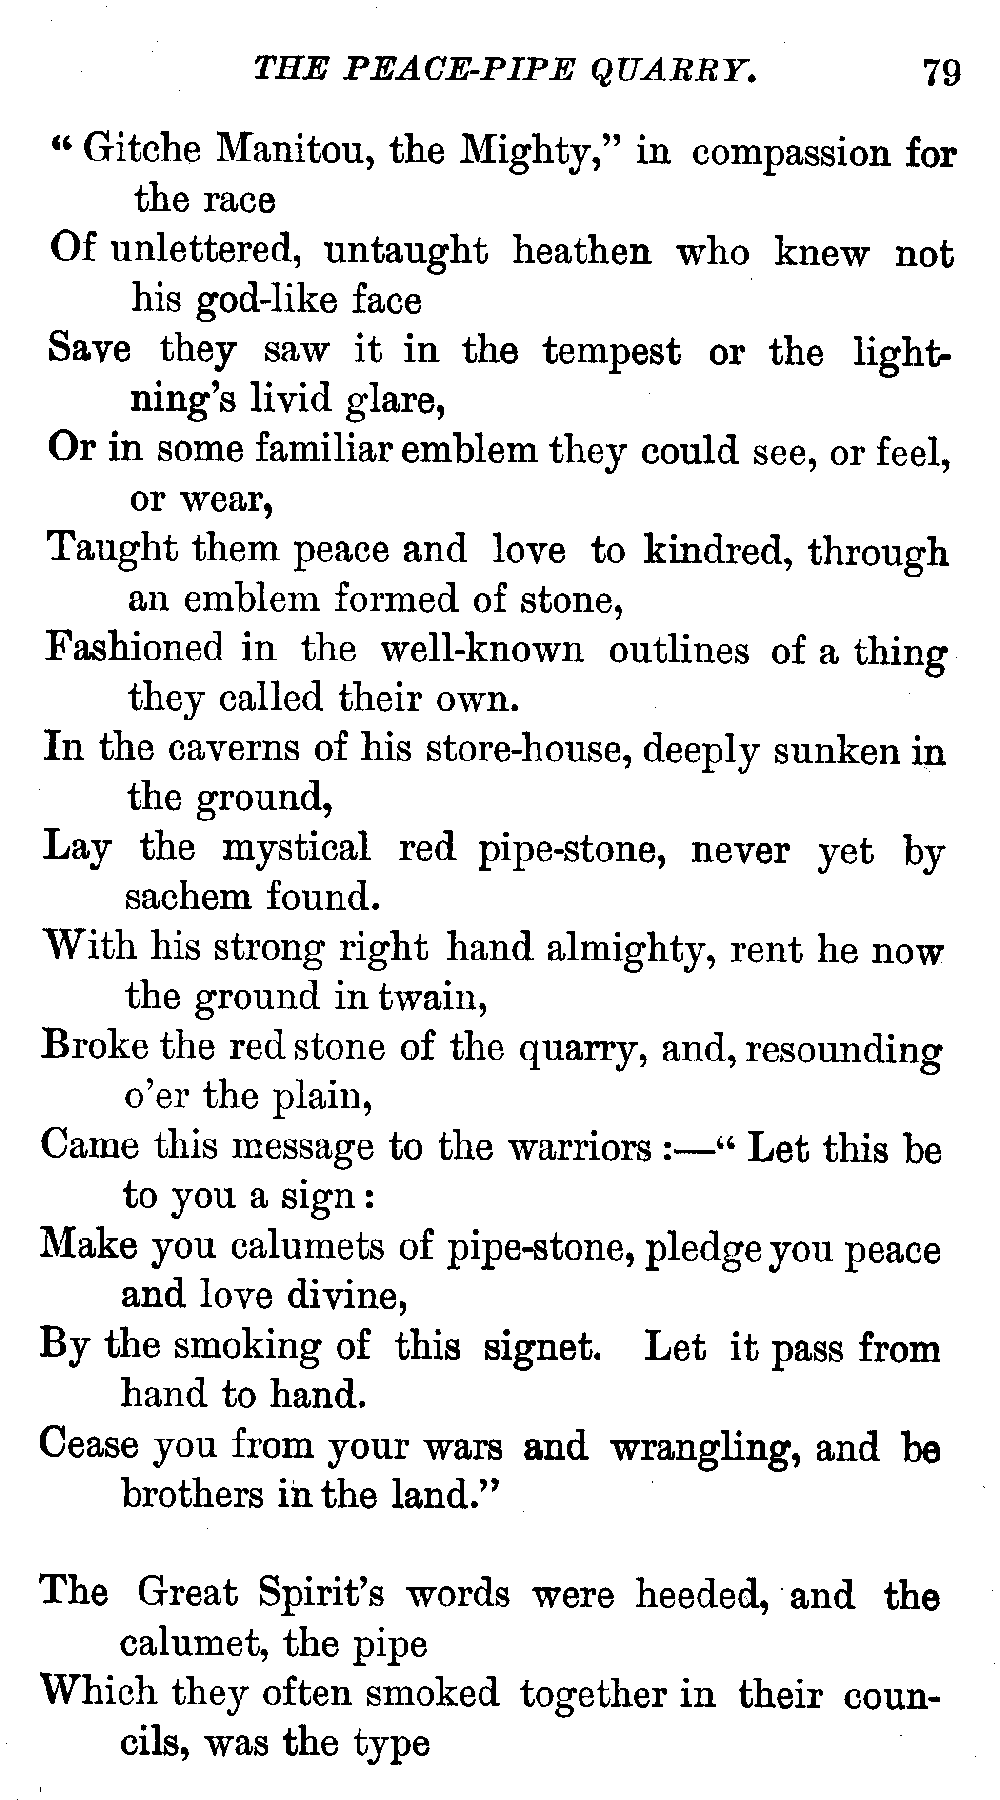 THE PEACE-PIPE QUARRY. 79
“ Gitche Manitou, the Mighty,” in compassion for
the race
Of unlettered, untaught heathen who knew not
his god-like face
Save they saw it in the tempest or the light-
ning’s livid glare,
Or in some familiar emblem they could see, or feel,
or wear,
Taught them peace and love to kindred, through
an emblem formed of stone,
Fashioned in the well-known outlines of a thing
they called their own.
In the caverns of his store-house, deeply sunken in
the ground,
Lay the mystical red pipe-stone, never yet by
sachem found.
With his strong right hand almighty, rent he now
the ground in twain,
Broke the red stone of the quarry, and, resounding
o’er the plain,
Came this message to the warriors :—“ Let this be
to you a sign :
Make you calumets of pipe-stone, pledge you peace
and love divine,
By the smoking of this signet. Let it pass from
hand to hand.
Cease you from your wars and wrangling, and be
brothers in the land.”
The Great Spirit’s words were heeded, and the
calumet, the pipe
Which they often smoked together in their coun-
cils, was the type